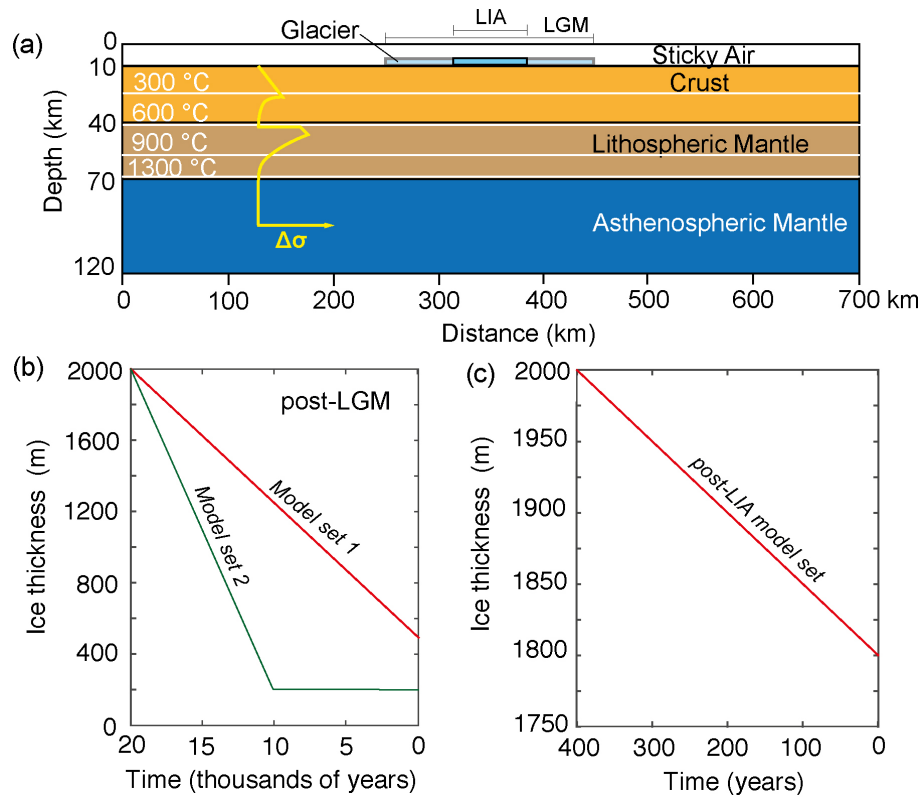 (a)
LIA
Glacier
LGM
0
Sticky Air
10
300 °C
Crust
600 °C
40
900 °C
Lithospheric Mantle
1300 °C
70
Δσ
Asthenospheric Mantle
120
Depth (km)
0 100 200 300 400 500 600 700 km
Distance (km)
(b)
2000
post-LGM
1600
1200
800
400
0
Ice thickness (m)
Model set 1
Model set 2
20 15 10 5 0
Time (thousands of years)
(c)
2000
1950
1900
1850
1800
1750
Ice thickness (m)
post-LIA model set
400 300 200 100 0
Time (years)